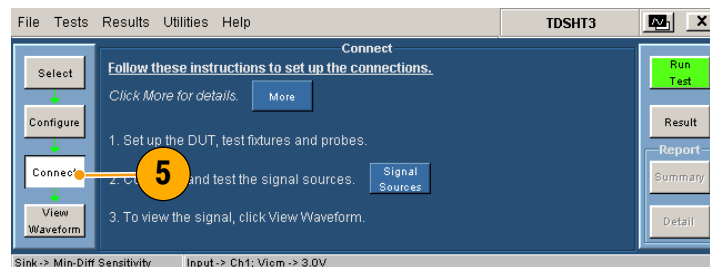 File Tests Results Utilities Help TDSHT3 X
Connect
Select
Follow these instructions to set up the connections.
Run
Test
Click More for details. More
Configure
Result
1. Set up the DUT, test fixtures and probes.
Report
Connect
5
2. and test the signal sources. Signal
Sources
Summary
View
Waveform
3. To view the signal, click View Waveform.
Detail
Sink -> Min-Diff Sensitivity Input -> Ch1; Vicm -> 3.0V